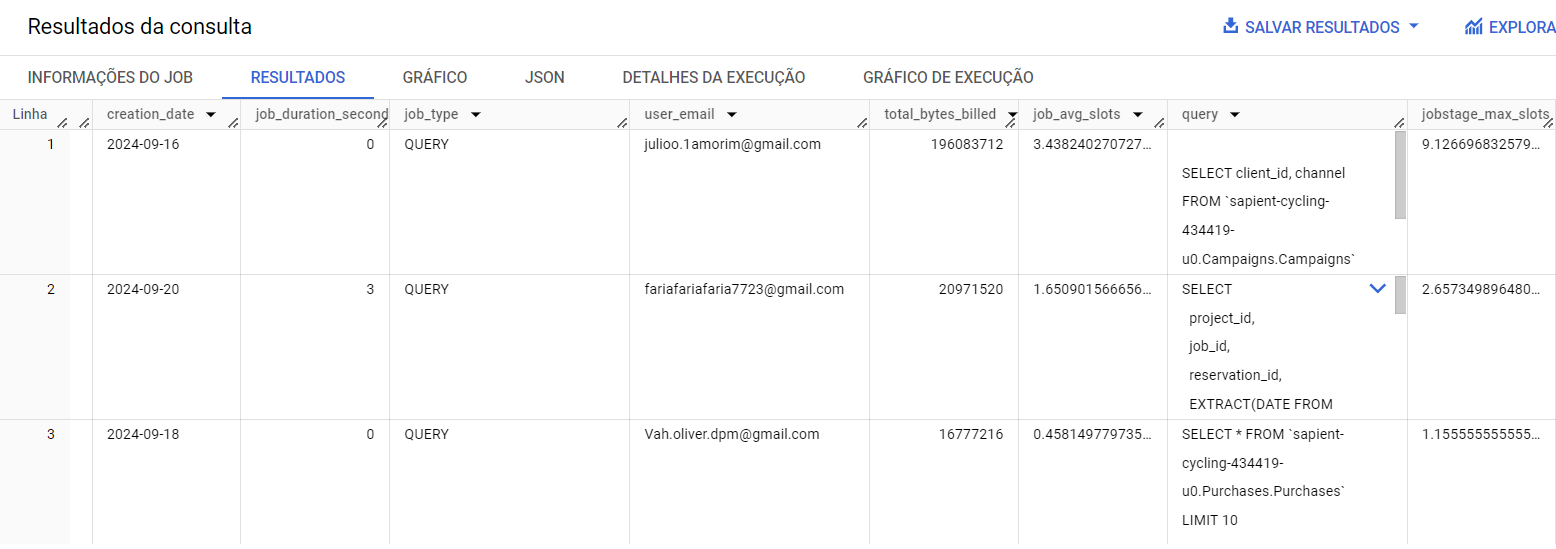 Resultados da consulta
SALVAR RESULTADOS
EXPLORA
INFORMAÇÕES DO JOB
RESULTADOS
GRÁFICO
JSON
DETALHES DA EXECUÇÃO
GRÁFICO DE EXECUÇÃO
Linha
creation_date
job_duration_second
job_type
user_email
total_bytes_billed
job_avg_slots
query
jobstage_max_slots
1
2024-09-16
0
QUERY
julioo.1amorim@gmail.com
196083712
3.438240270727...
SELECT client_id, channel
FROM `sapient-cycling-
434419-
u0.Campaigns.Campaigns`
9.126696832579...
2
2024-09-20
3
QUERY
fariafariafaria7723@gmail.com
20971520
1.650901566656...
SELECT
project_id,
job_id,
reservation_id,
EXTRACT(DATE FROM
2.657349896480...
3
2024-09-18
0
QUERY
Vah.oliver.dpm@gmail.com
16777216
0.458149779735...
SELECT * FROM `sapient-
cycling-434419-
u0.Purchases.Purchases`
LIMIT 10
1.155555555555...